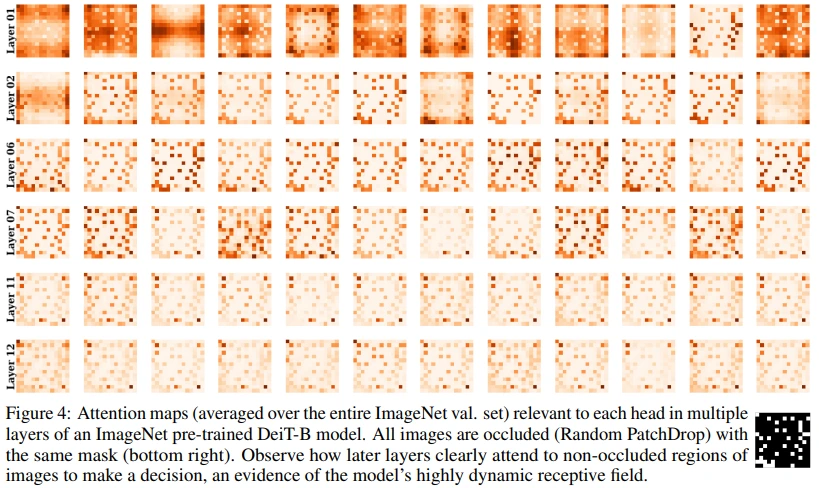 Layer 01
Layer 02
Layer 06
Layer 07
Layer 11
Layer 12
Figure 4: Attention maps (averaged over the entire ImageNet val. set) relevant to each head in multiple
layers of an ImageNet pre-trained DeiT-B model. All images are occluded (Random PatchDrop) with
the same mask (bottom right). Observe how later layers clearly attend to non-occluded regions of
images to make a decision, an evidence of the model's highly dynamic receptive field.